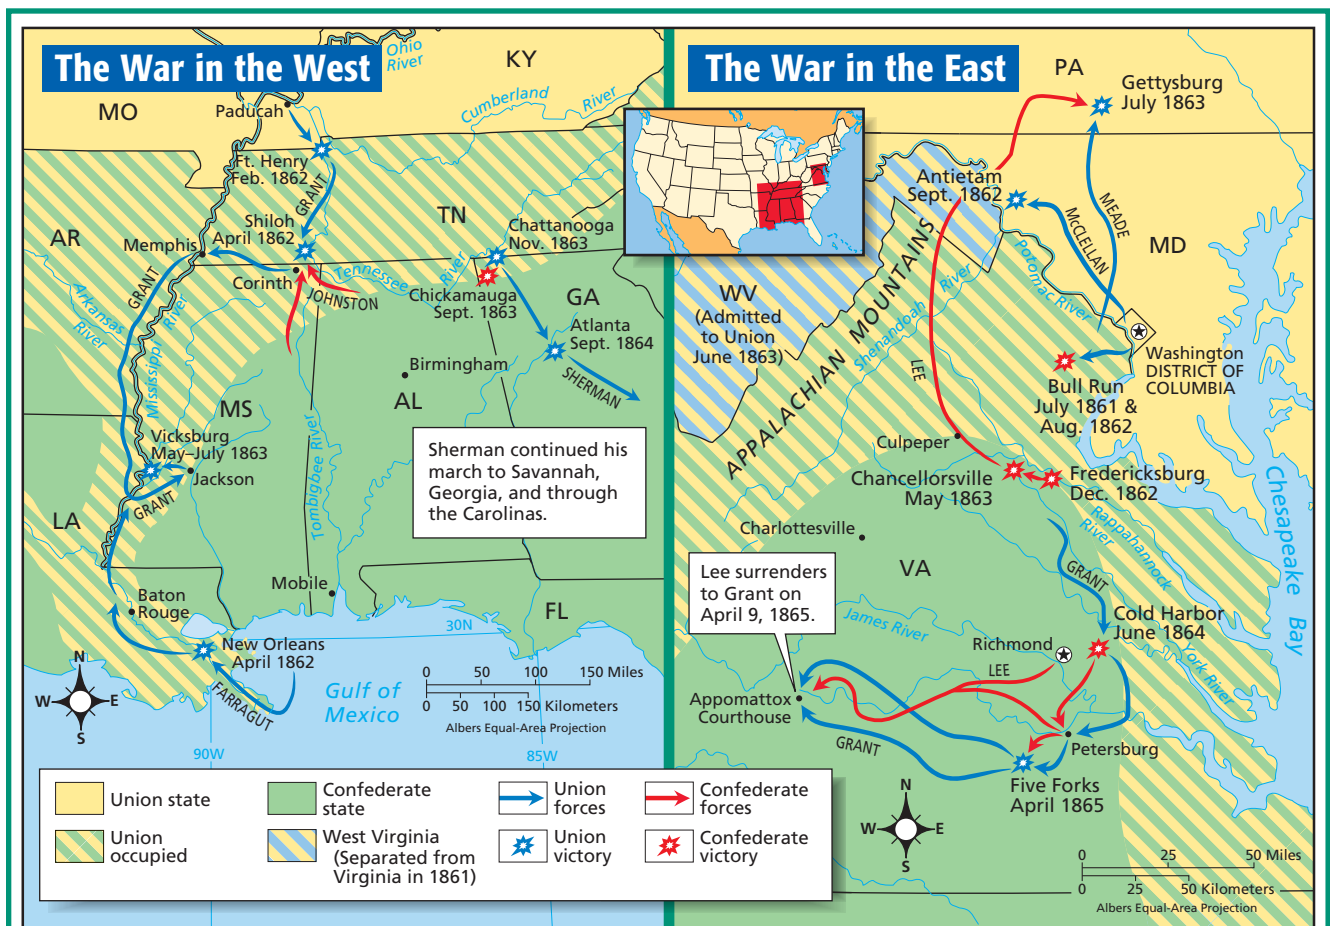 The War in the West
Ohio
River
KY
MO
Paducah
Cumberland
River
Ft. Henry
Feb. 1862
GRANT
TN
Shiloh
April 1862
Chattanooga
Nov. 1863
AR
Memphis
Corinth
Tennessee
River
JOHNSTON
Chickamauga
Sept. 1863
GA
GRANT
Arkansas
River
Mississippi
River
Atlanta
Sept. 1864
Birmingham
SHERMAN
MS
AL
Tombigbee River
Vicksburg
May–July 1863
Jackson
GRANT
LA
Sherman continued his
march to Savannah,
Georgia, and through
the Carolinas.
Mobile
Baton
Rouge
FL
30N
New Orleans
April 1862
FARRAGUT
Gulf of
Mexico
N
W
E
S
0 50 100 150 Miles
0 50 100 150 Kilometers
Albers Equal-Area Projection
90W
85W
The War in the East
PA
Gettysburg
July 1863
Antietam
Sept. 1862
MEADE
McCLELLAN
MD
Potomac River
WV
(Admitted
to Union
June 1863)
APPALACHIAN MOUNTAINS
Shenandoah
River
LEE
Washington
DISTRICT OF
COLUMBIA
Bull Run
July 1861 &
Aug. 1862
Culpeper
Chancellorsville
May 1863
Fredericksburg
Dec. 1862
Chesapeake
Bay
Rappahannock
River
Charlottesville
VA
GRANT
Lee surrenders
to Grant on
April 9, 1865.
James River
Cold Harbor
June 1864
York River
Richmond
LEE
Appomattox
Courthouse
GRANT
Petersburg
Five Forks
April 1865
N
W
E
S
0 25 50 Miles
0 25 50 Kilometers
Albers Equal-Area Projection
Union state
Confederate
state
Union
forces
Confederate
forces
Union
occupied
West Virginia
(Separated from
Virginia in 1861)
Union
victory
Confederate
victory